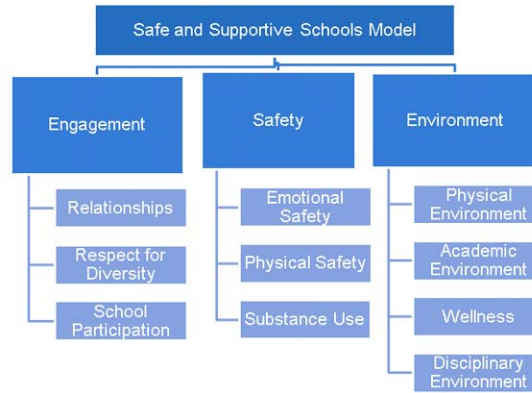 Safe and Supportive Schools Model
Engagement
Relationships
Respect for
Diversity
School
Participation
Safety
Emotional
Safety
Physical Safety
Substance Use
Environment
Physical
Environment
Academic
Environment
Wellness
Disciplinary
Environment